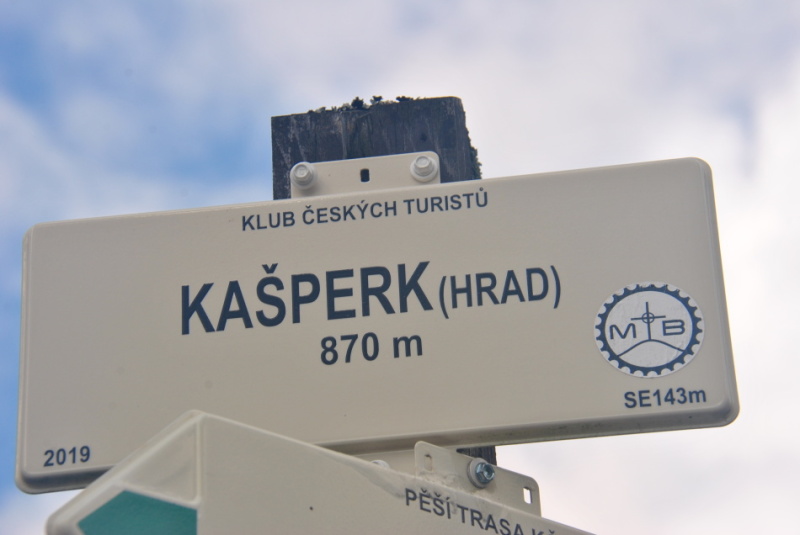 KLUB ČESKÝCH TURISTŮ
KAŠPERK (HRAD)
870 m
MTB
SE143m
2019
PĚŠÍ TRASA